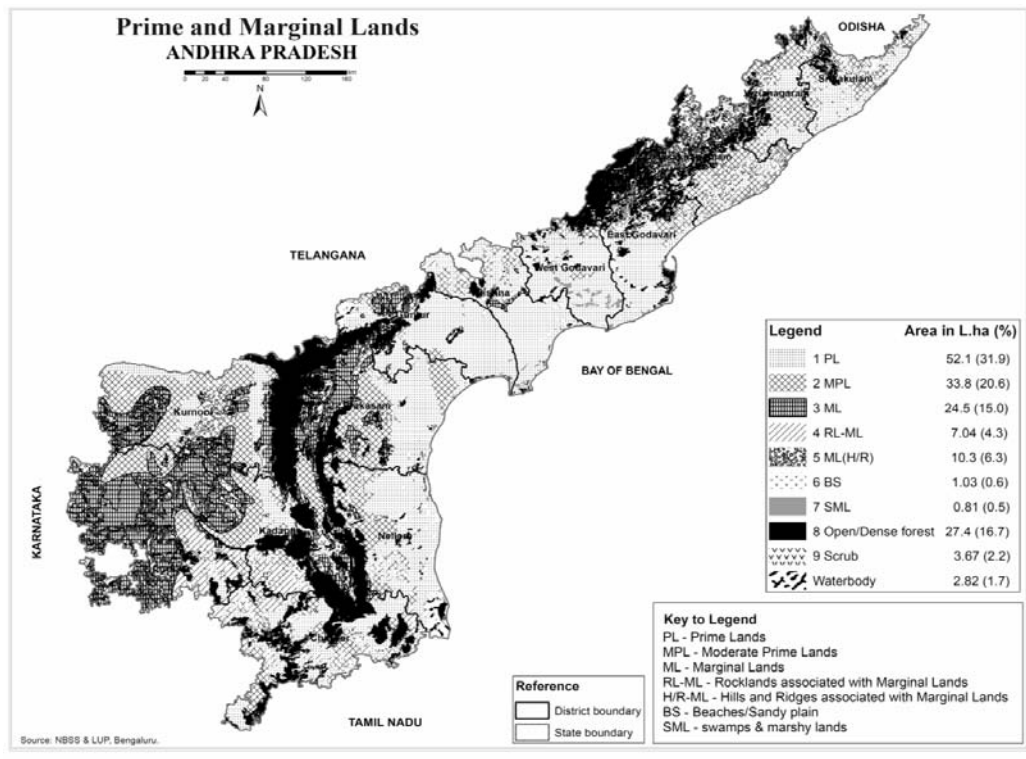 Prime and Marginal Lands
ANDHRA PRADESH
0 20 40 80 120 160
N
ODISHA
Srikakulam
East Godavari
West Godavari
TELANGANA
BAY OF BENGAL
Kurnool
KARNATAKA
Nellore
TAMIL NADU
Legend Area in L.ha (%)
1 PL 52.1 (31.9)
2 MPL 33.8 (20.6)
3 ML 24.5 (15.0)
4 RL-ML 7.04 (4.3)
5 ML(H/R) 10.3 (6.3)
6 BS 1.03 (0.6)
7 SML 0.81 (0.5)
8 Open/Dense forest 27.4 (16.7)
9 Scrub 3.67 (2.2)
Waterbody 2.82 (1.7)
Key to Legend
PL - Prime Lands
MPL - Moderate Prime Lands
ML - Marginal Lands
RL-ML - Rocklands associated with Marginal Lands
H/R-ML - Hills and Ridges associated with Marginal Lands
BS - Beaches/Sandy plain
SML - swamps & marshy lands
Reference
District boundary
State boundary
Source: NBSS & LUP, Bengaluru.